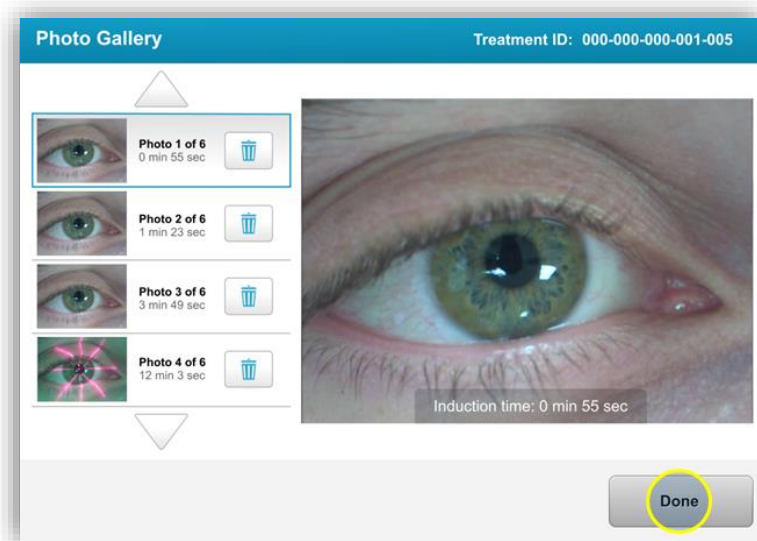 Photo Gallery
Treatment ID: 000-000-000-001-005
Photo 1 of 6
0 min 55 sec
Photo 2 of 6
1 min 23 sec
Photo 3 of 6
3 min 49 sec
Photo 4 of 6
12 min 3 sec
Induction time: 0 min 55 sec
Done